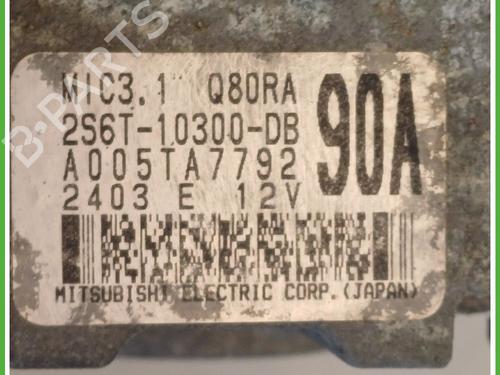 MIC3.1 Q80RA
2S6T-10300-DB
A005TA7792
90A
2403 E 12V
MITSUBISHI ELECTRIC CORP.(JAPAN)
B-PARTS